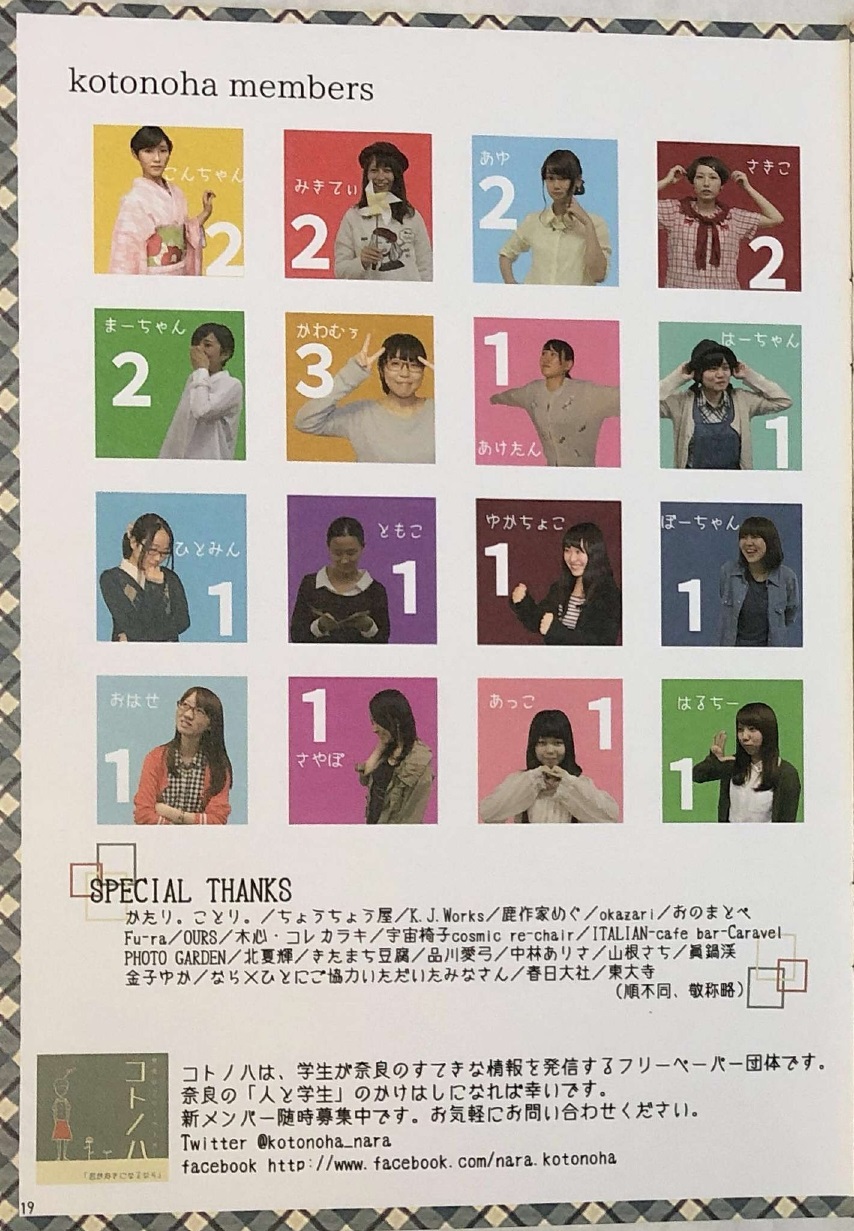 kotonoha members
こんちゃん
2
みきてぃ
2
あゆ
2
さきこ
2
まーちゃん
2
かわむぅ
3
1
あけたん
はーちゃん
1
ひとみん
1
ともこ
1
ゆかちょこ
1
ぼーちゃん
1
おはせ
1
1
さやぽ
あっこ
1
はるちー
1
SPECIAL THANKS
かたり。ことり。/ちょうちょう屋/K.J.Works/鹿作家めぐ/okazari/おのまとぺ
Fu-ra/OURS/木心・コレカラキ/宇宙椅子cosmic re-chair/ITALIAN-cafe bar-Caravel
PHOTO GARDEN/北夏輝/きたまち豆腐/品川愛弓/中林ありさ/山根さち/眞鍋渓
金子ゆか/なら×ひとにご協力いただいたみなさん/春日大社/東大寺
(順不同、敬称略)
コトノハ
コトノハは、学生が奈良のすてきな情報を発信するフリーペーパー団体です。
奈良の「人と学生」のかけはしになれば幸いです。
新メンバー随時募集中です。お気軽にお問い合わせください。
Twitter @kotonoha_nara
facebook http://www.facebook.com/nara.kotonoha
19